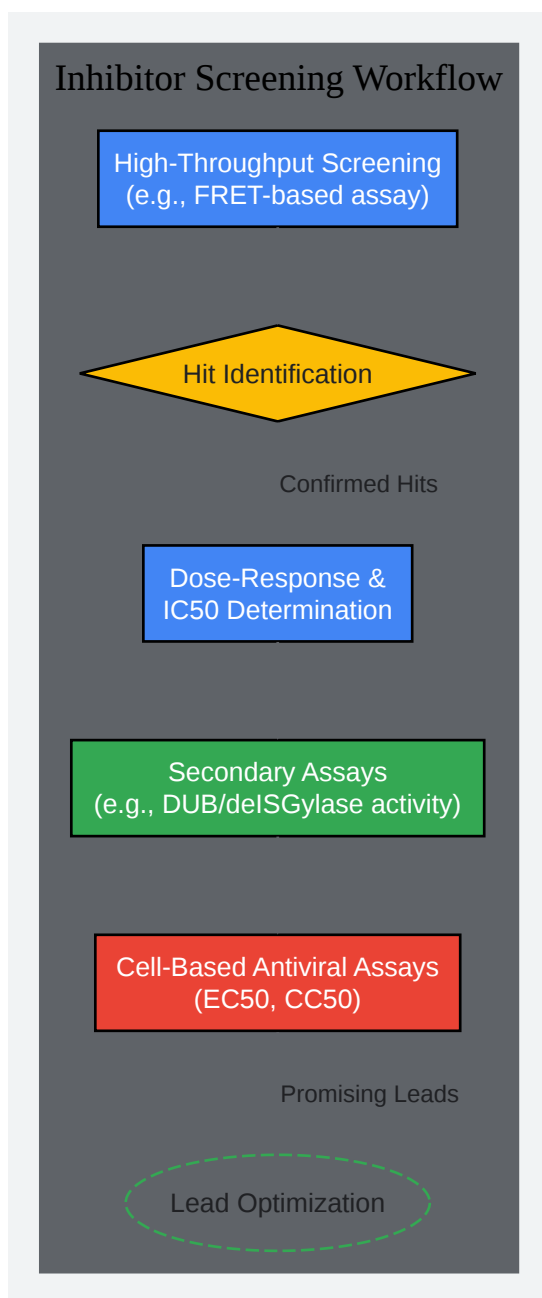 Inhibitor Screening Workflow
High-Throughput Screening
(e.g., FRET-based assay)
Hit Identification
Confirmed Hits
Dose-Response &
IC50 Determination
Secondary Assays
(e.g., DUB/deISGylase activity)
Cell-Based Antiviral Assays
(EC50, CC50)
Promising Leads
Lead Optimization